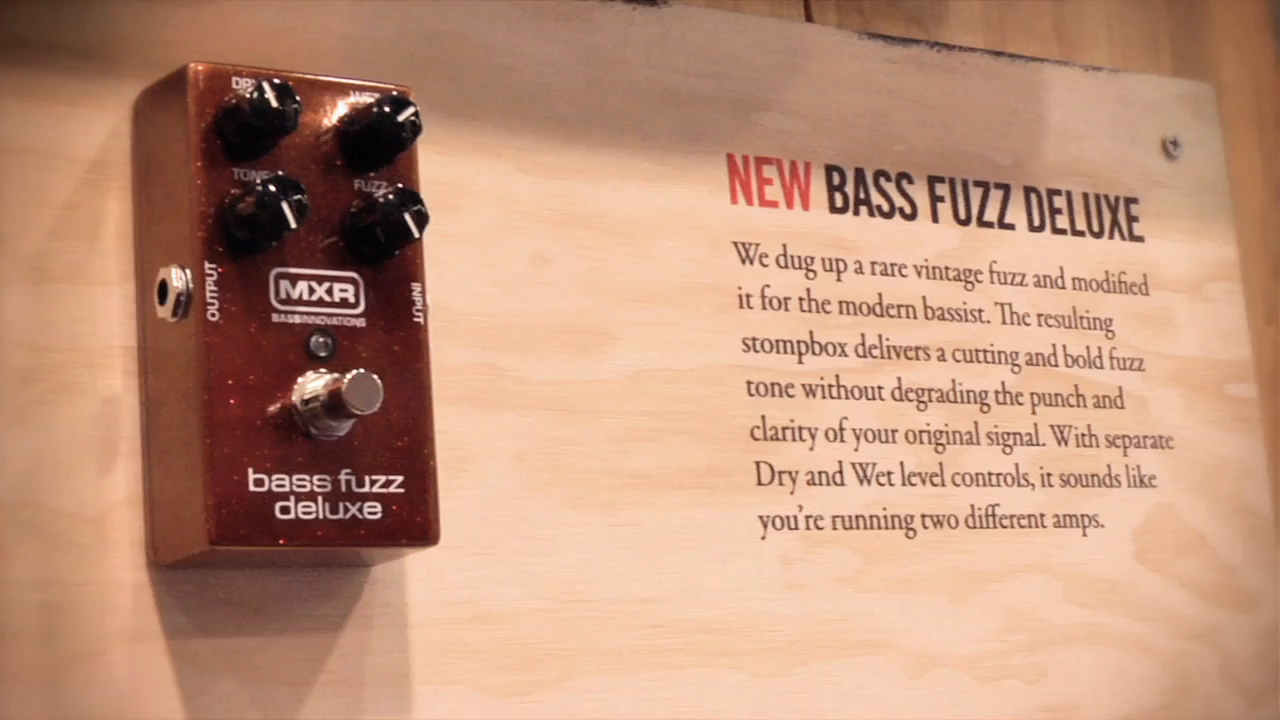 DRY WET
TONE FUZZ
OUTPUT
INPUT
MXR
BASS INNOVATIONS
bass fuzz
deluxe
NEW BASS FUZZ DELUXE
We dug up a rare vintage fuzz and modified
it for the modern bassist. The resulting
stompbox delivers a cutting and bold fuzz
tone without degrading the punch and
clarity of your original signal. With separate
Dry and Wet level controls, it sounds like
you're running two different amps.